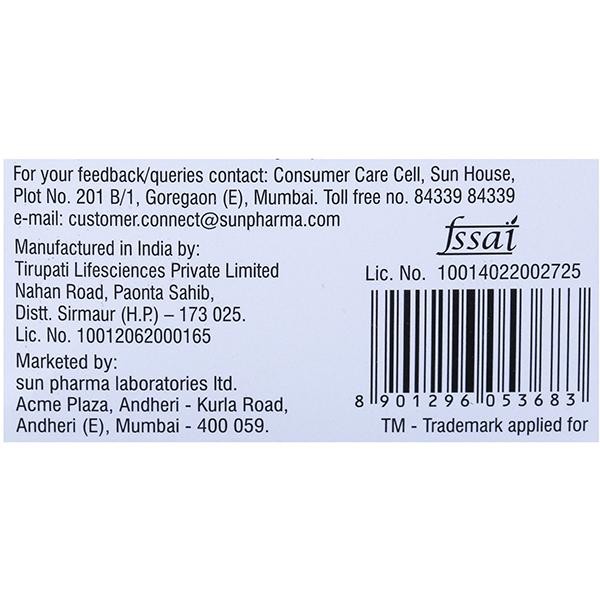 For your feedback/queries contact: Consumer Care Cell, Sun House,
Plot No. 201 B/1, Goregaon (E), Mumbai. Toll free no. 84339 84339
e-mail: customer.connect@sunpharma.com
Manufactured in India by:
Tirupati Lifesciences Private Limited
Nahan Road, Paonta Sahib,
Distt. Sirmaur (H.P.) – 173 025.
Lic. No. 10012062000165
Marketed by:
sun pharma laboratories ltd.
Acme Plaza, Andheri - Kurla Road,
Andheri (E), Mumbai - 400 059.
fssai
Lic. No. 10014022002725
8 901296 053683
TM - Trademark applied for